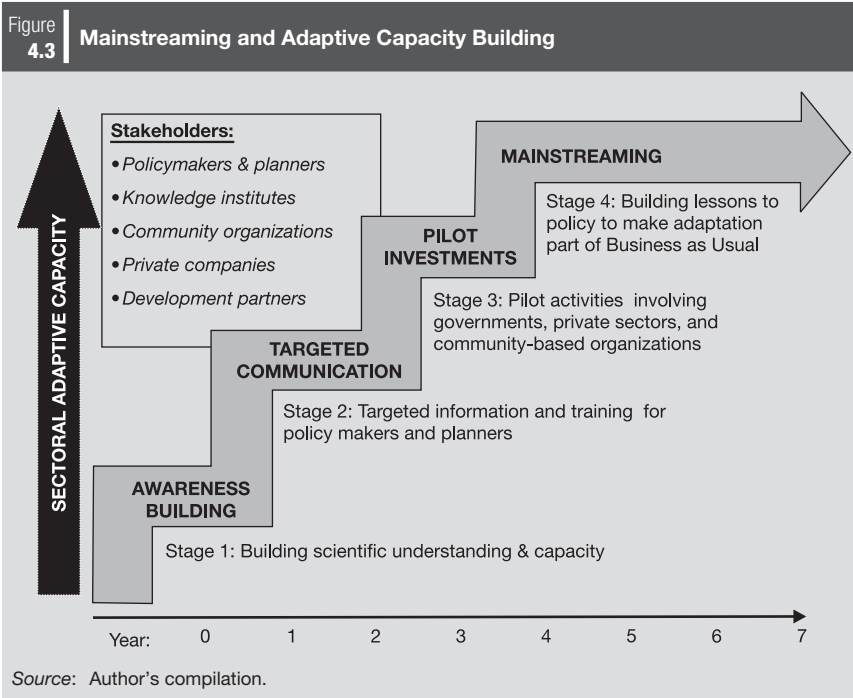 Figure
4.3
Mainstreaming and Adaptive Capacity Building
SECTORAL ADAPTIVE CAPACITY
Stakeholders:
• Policymakers & planners
• Knowledge institutes
• Community organizations
• Private companies
• Development partners
MAINSTREAMING
Stage 4: Building lessons to
policy to make adaptation
part of Business as Usual
PILOT
INVESTMENTS
Stage 3: Pilot activities involving
governments, private sectors, and
community-based organizations
TARGETED
COMMUNICATION
Stage 2: Targeted information and training for
policy makers and planners
AWARENESS
BUILDING
Stage 1: Building scientific understanding & capacity
Year: 0 1 2 3 4 5 6 7
Source: Author's compilation.